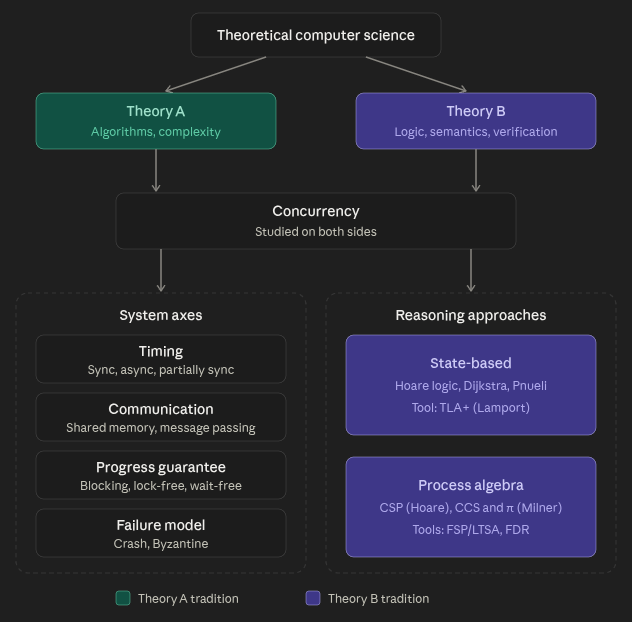 Theoretical computer science
Theory A
Algorithms, complexity
Theory B
Logic, semantics, verification
Concurrency
Studied on both sides
System axes
Timing
Sync, async, partially sync
Communication
Shared memory, message passing
Progress guarantee
Blocking, lock-free, wait-free
Failure model
Crash, Byzantine
Reasoning approaches
State-based
Hoare logic, Dijkstra, Pnueli
Tool: TLA+ (Lamport)
Process algebra
CSP (Hoare), CCS and π (Milner)
Tools: FSP/LTSA, FDR
Theory A tradition
Theory B tradition